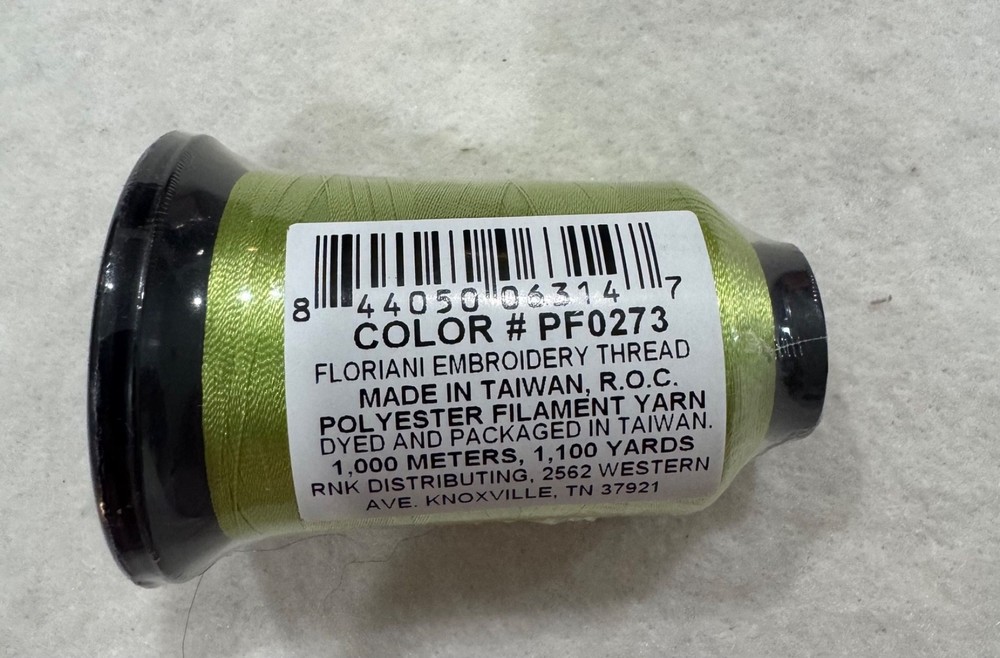 8 44050 06314 7
COLOR # PF0273
FLORIANI EMBROIDERY THREAD
MADE IN TAIWAN, R.O.C.
POLYESTER FILAMENT YARN
DYED AND PACKAGED IN TAIWAN.
1,000 METERS, 1,100 YARDS
RNK DISTRIBUTING, 2562 WESTERN
AVE. KNOXVILLE, TN 37921